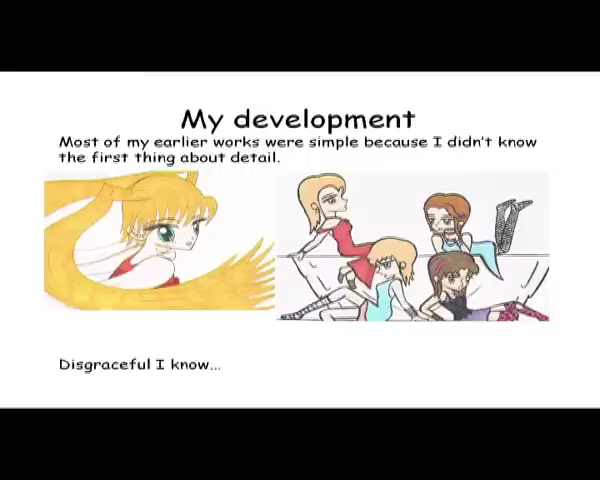 My development
Most of my earlier works were simple because I didn't know
the first thing about detail.
Disgraceful I know...